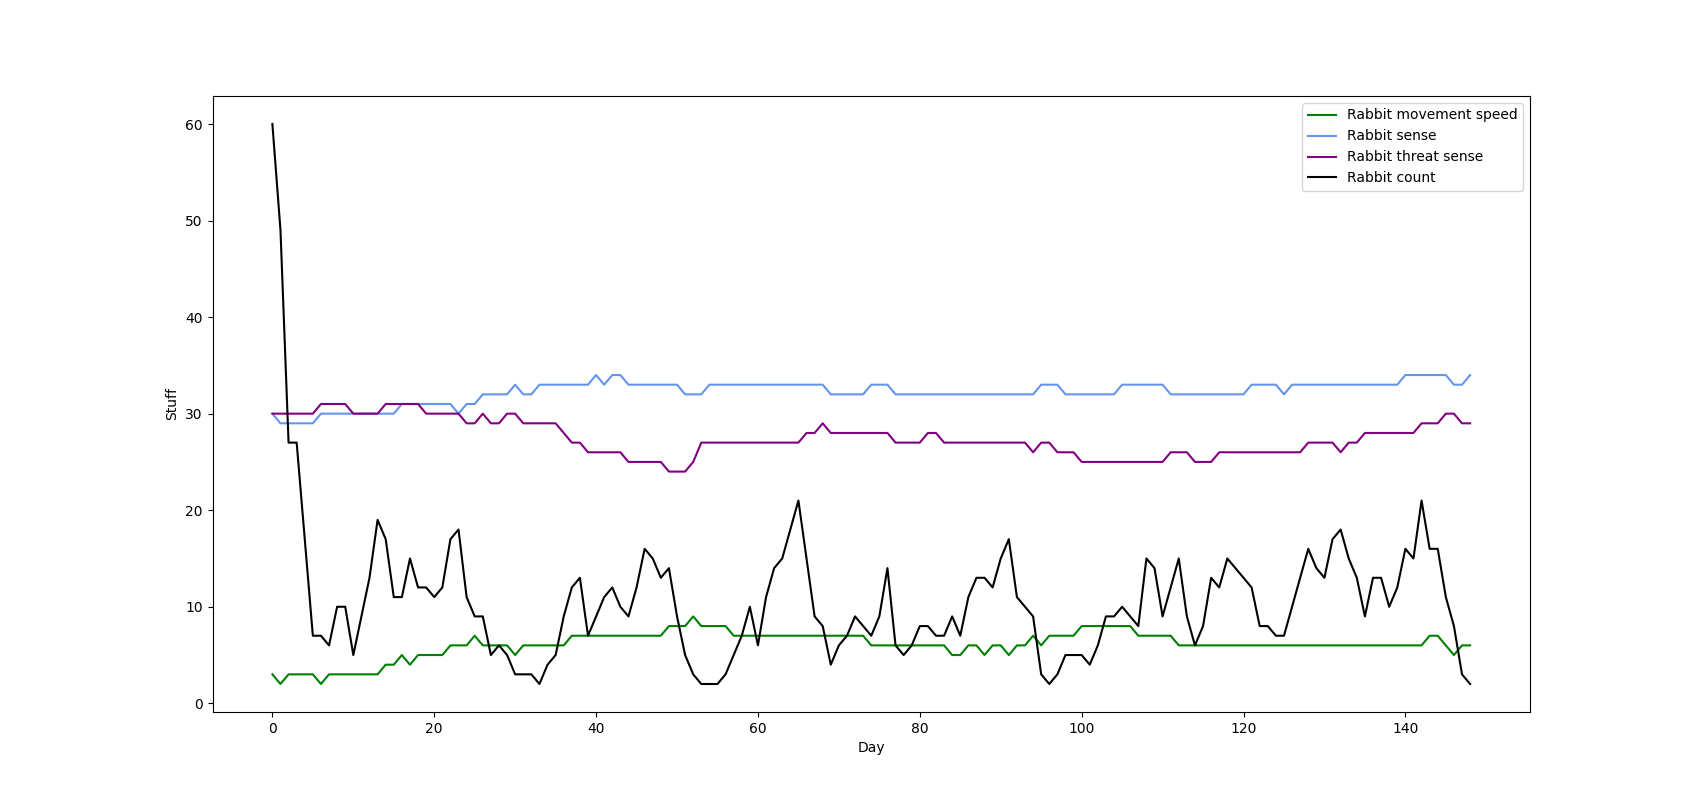 Rabbit movement speed
Rabbit sense
Rabbit threat sense
Rabbit count
60
50
40
30
20
10
0
Stuff
0 20 40 60 80 100 120 140
Day